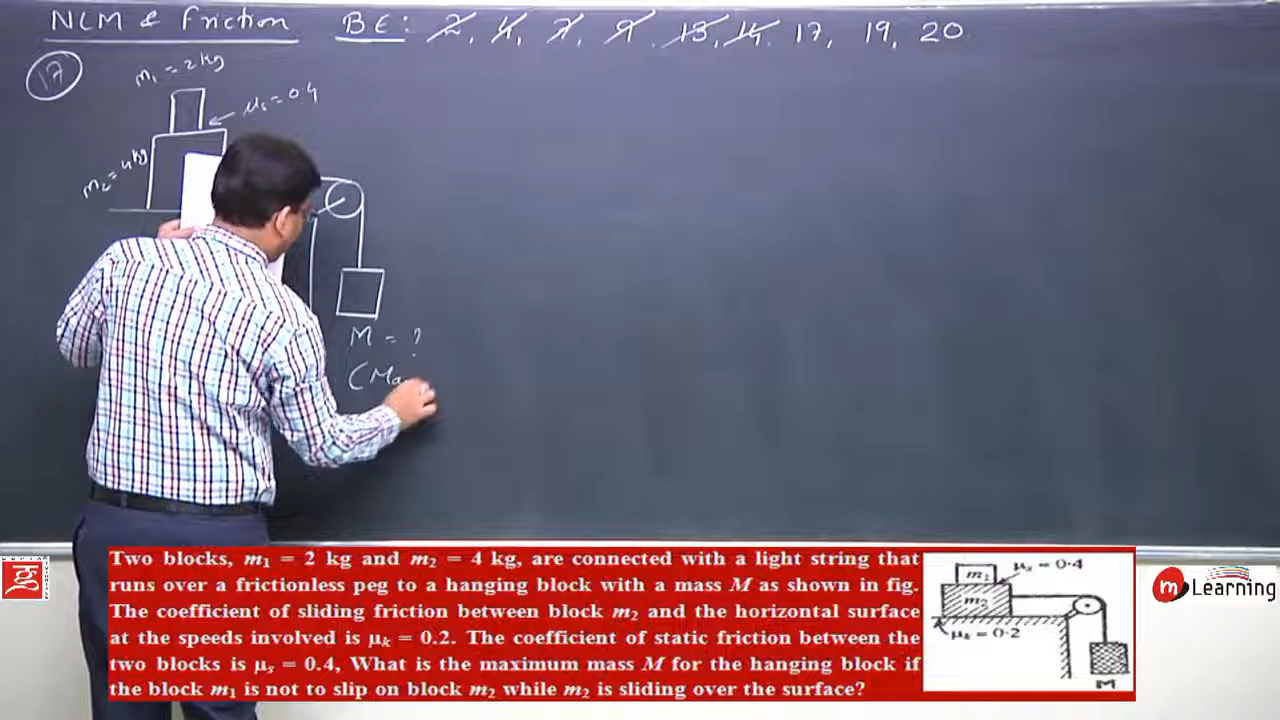 NLM & Friction BE: 2, 4, 7, 9, 13, 14, 17, 19, 20
17
m₁ = 2kg
μs = 0.4
m₂ = 4kg
M = ?
(Ma
Two blocks, m₁ = 2 kg and m₂ = 4 kg, are connected with a light string that
runs over a frictionless peg to a hanging block with a mass M as shown in fig.
The coefficient of sliding friction between block m₂ and the horizontal surface
at the speeds involved is μₖ = 0.2. The coefficient of static friction between the
two blocks is μₛ = 0.4, What is the maximum mass M for the hanging block if
the block m₁ is not to slip on block m₂ while m₂ is sliding over the surface?
m₁
μₛ = 0·4
m₂
μₖ = 0·2
M
m Learning